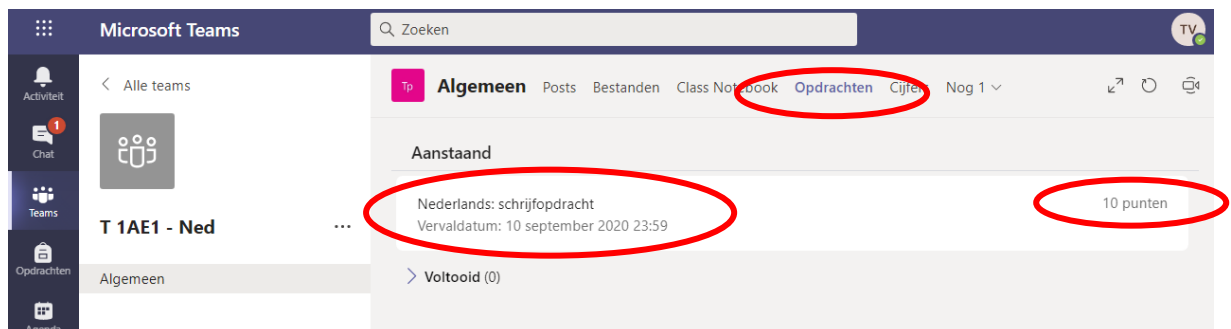 Microsoft Teams
Zoeken
TV
Activiteit
1
Chat
Teams
Opdrachten
Agenda
Alle teams
T 1AE1 - Ned
...
Algemeen
Tp Algemeen Posts Bestanden Class Notebook Opdrachten Cijfers Nog 1
Aanstaand
Nederlands: schrijfopdracht
10 punten
Vervaldatum: 10 september 2020 23:59
Voltooid (0)